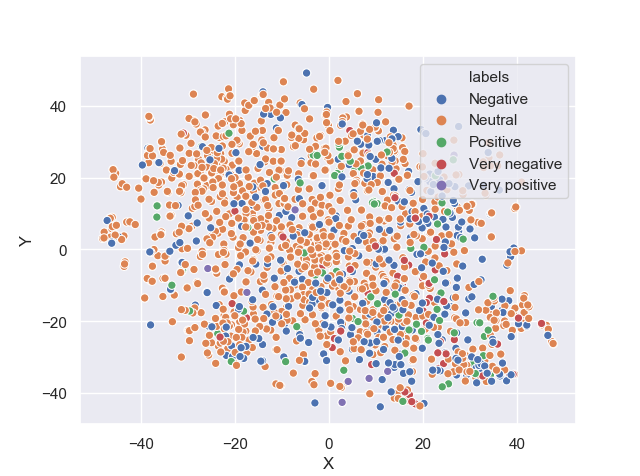 labels
Negative
Neutral
Positive
Very negative
Very positive
40
20
0
−20
−40
Y
−40 −20 0 20 40
X